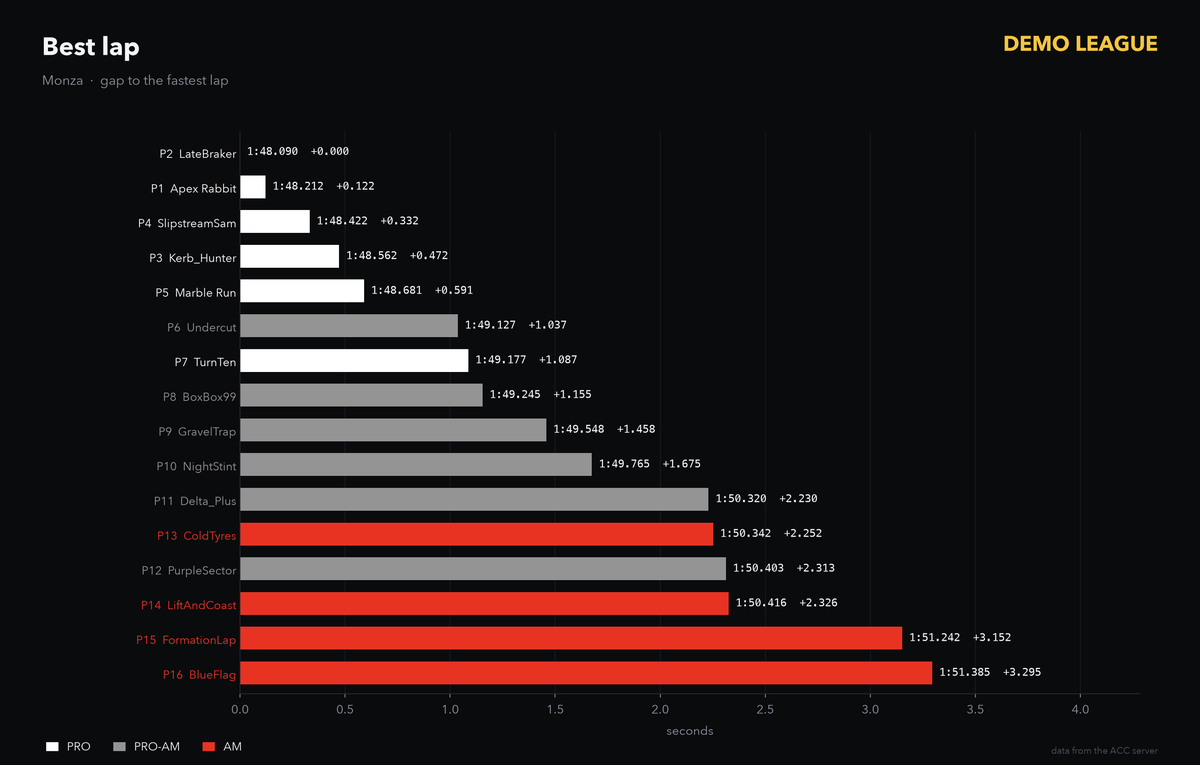 Best lap
DEMO LEAGUE
Monza · gap to the fastest lap
P2 LateBraker 1:48.090 +0.000
P1 Apex Rabbit 1:48.212 +0.122
P4 SlipstreamSam 1:48.422 +0.332
P3 Kerb_Hunter 1:48.562 +0.472
P5 Marble Run 1:48.681 +0.591
P6 Undercut 1:49.127 +1.037
P7 TurnTen 1:49.177 +1.087
P8 BoxBox99 1:49.245 +1.155
P9 GravelTrap 1:49.548 +1.458
P10 NightStint 1:49.765 +1.675
P11 Delta_Plus 1:50.320 +2.230
P13 ColdTyres 1:50.342 +2.252
P12 PurpleSector 1:50.403 +2.313
P14 LiftAndCoast 1:50.416 +2.326
P15 FormationLap 1:51.242 +3.152
P16 BlueFlag 1:51.385 +3.295
0.0 0.5 1.0 1.5 2.0 2.5 3.0 3.5 4.0
seconds
PRO PRO-AM AM
data from the ACC server